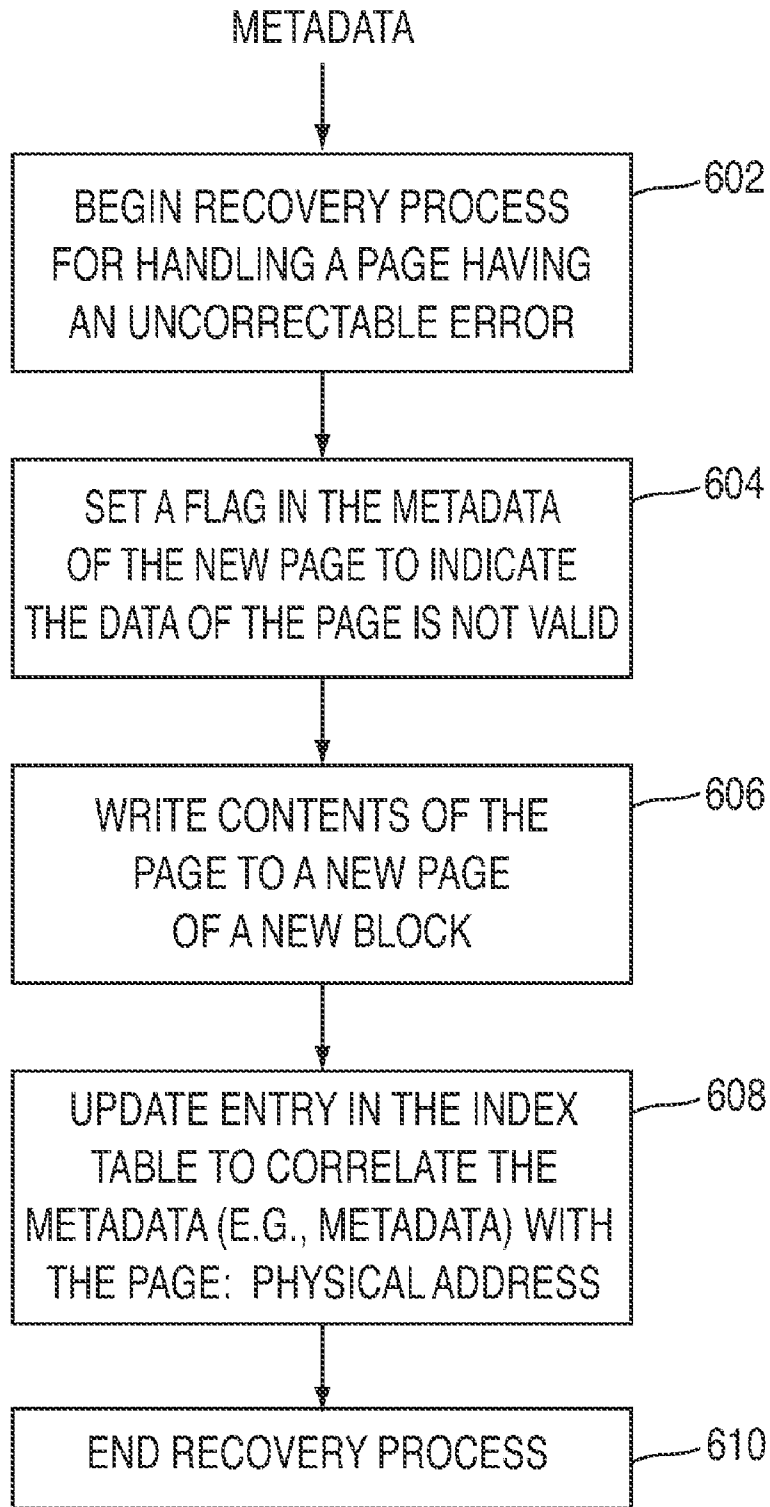 METADATA
BEGIN RECOVERY PROCESS
FOR HANDLING A PAGE HAVING
AN UNCORRECTABLE ERROR
602
SET A FLAG IN THE METADATA
OF THE NEW PAGE TO INDICATE
THE DATA OF THE PAGE IS NOT VALID
604
WRITE CONTENTS OF THE
PAGE TO A NEW PAGE
OF A NEW BLOCK
606
UPDATE ENTRY IN THE INDEX
TABLE TO CORRELATE THE
METADATA (E.G., METADATA) WITH
THE PAGE: PHYSICAL ADDRESS
608
END RECOVERY PROCESS
610